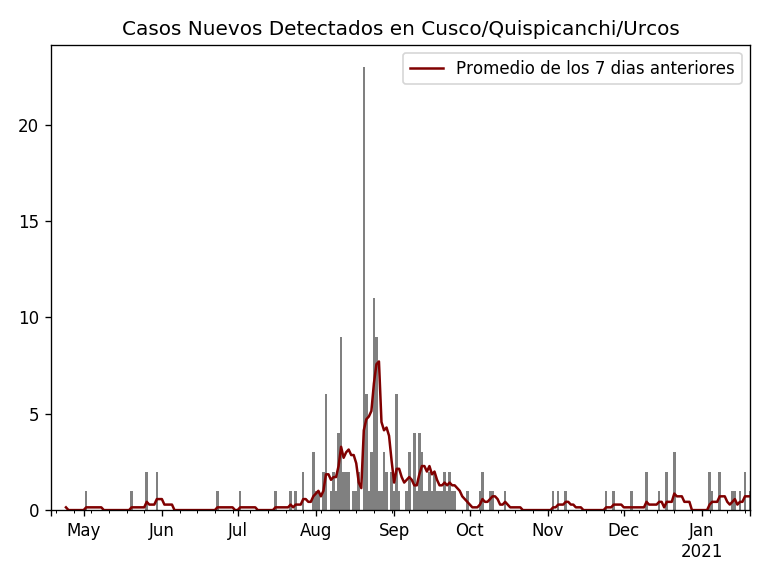 Casos Nuevos Detectados en Cusco/Quispicanchi/Urcos
Promedio de los 7 dias anteriores
20
15
10
5
0
May Jun Jul Aug Sep Oct Nov Dec Jan
2021